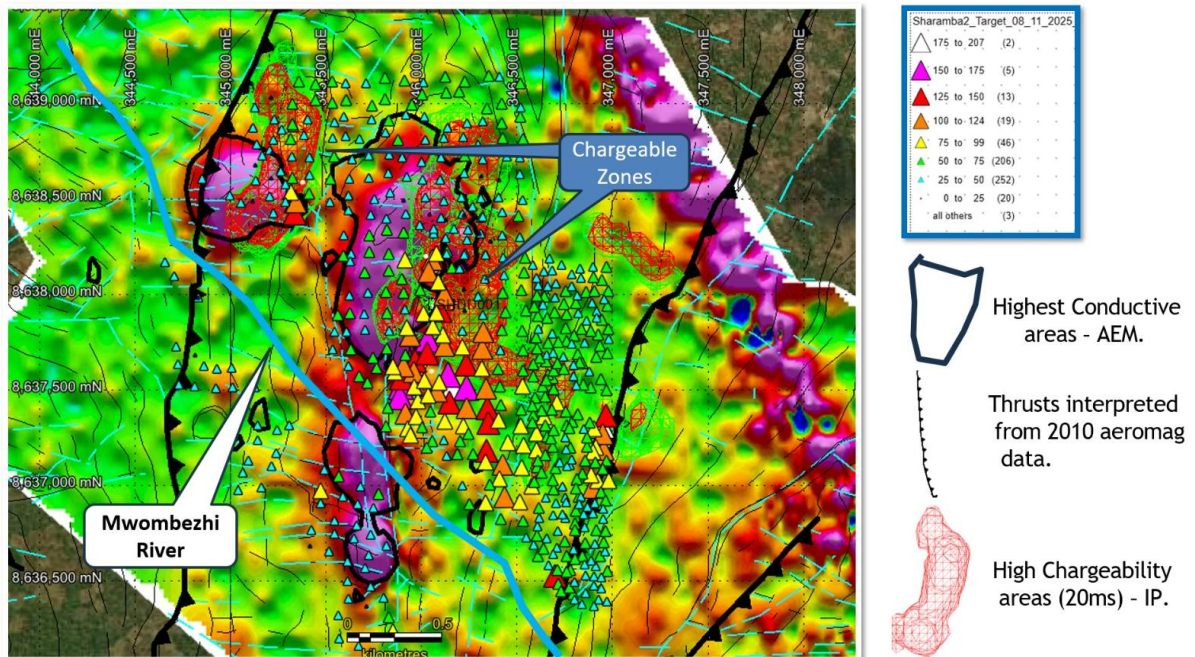 344,000 mE
344,500 mE
345,000 mE
345,500 mE
346,000 mE
346,500 mE
347,000 mE
347,500 mE
348,000 mE
8,639,000 mN
8,638,500 mN
8,638,000 mN
8,637,500 mN
8,637,000 mN
8,636,500 mN
Chargeable
Zones
Mwombezhi
River
0 0.5
kilometres
Sharamba2_Target_08_11_2025_
175 to 207 (2)
150 to 175 (5)
125 to 150 (13)
100 to 124 (19)
75 to 99 (46)
50 to 75 (206)
25 to 50 (252)
0 to 25 (20)
all others (3)
Highest Conductive
areas - AEM.
Thrusts interpreted
from 2010 aeromag
data.
High Chargeability
areas (20ms) - IP.